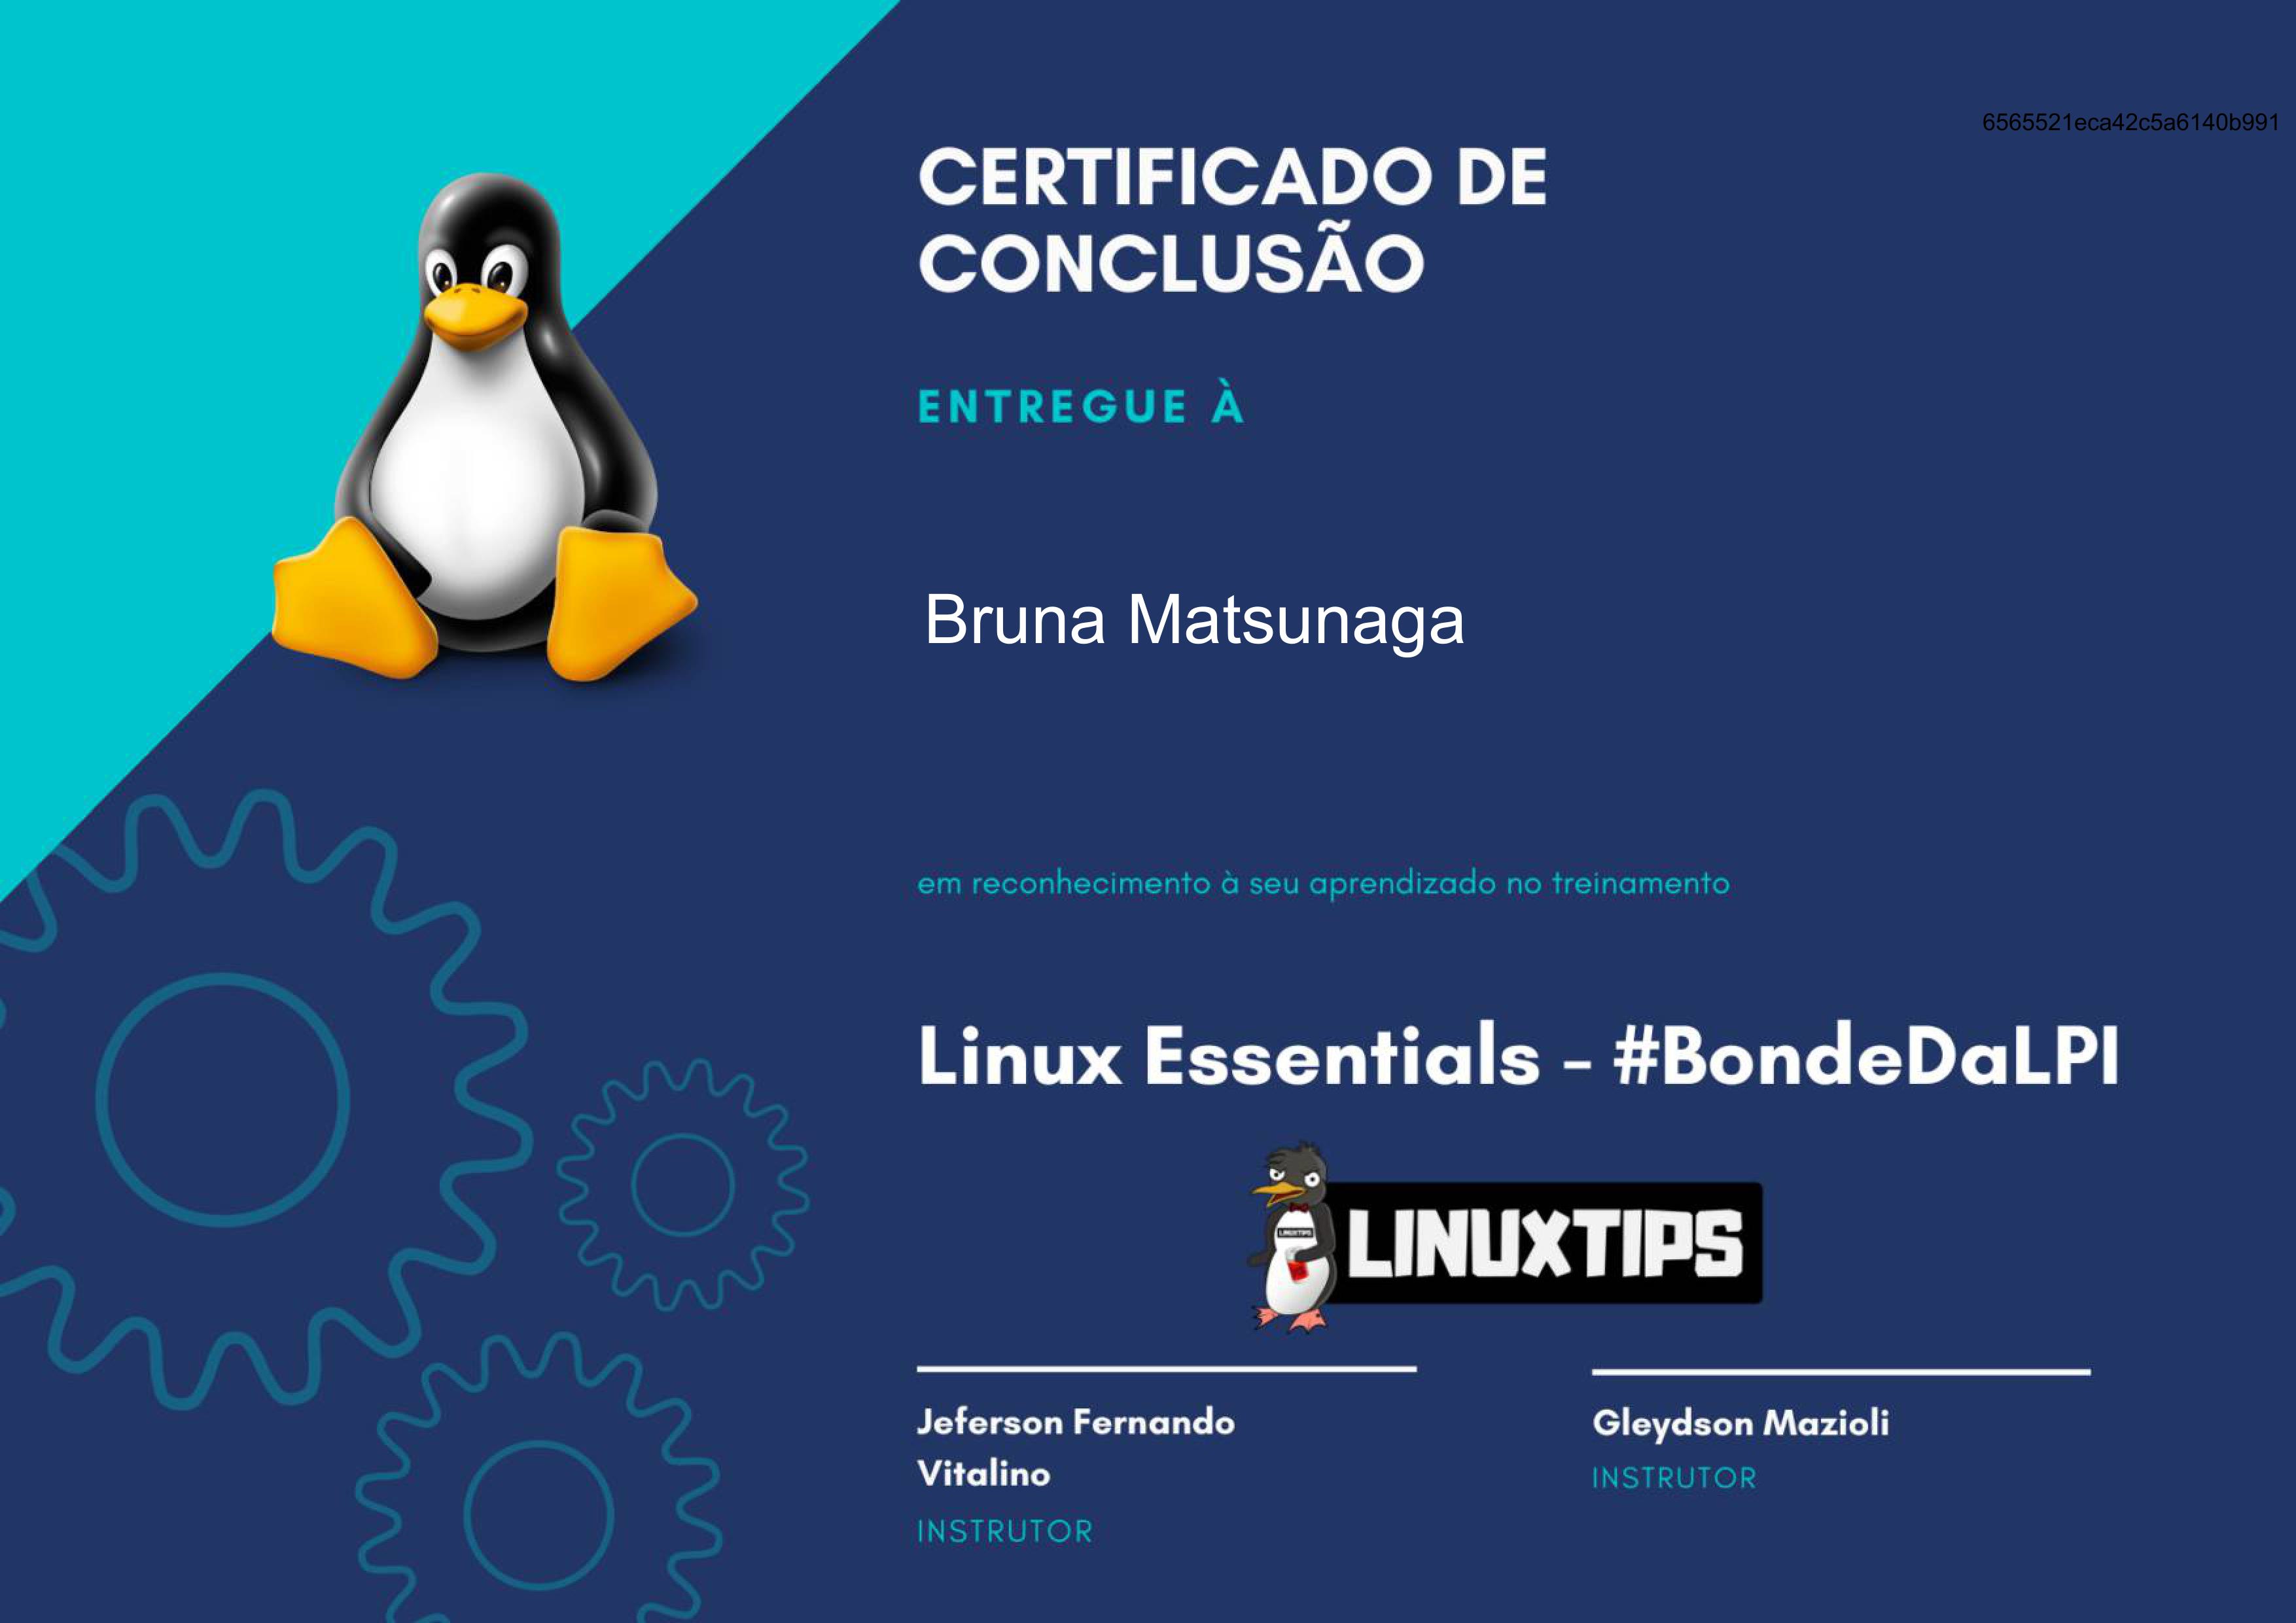 6565521eca42c5a6140b991
CERTIFICADO DE
CONCLUSÃO
ENTREGUE À
Bruna Matsunaga
em reconhecimento à seu aprendizado no treinamento
Linux Essentials - #BondeDaLPI
LINUXTIPS
LINUXTIPS
Jeferson Fernando
Vitalino
INSTRUTOR
Gleydson Mazioli
INSTRUTOR